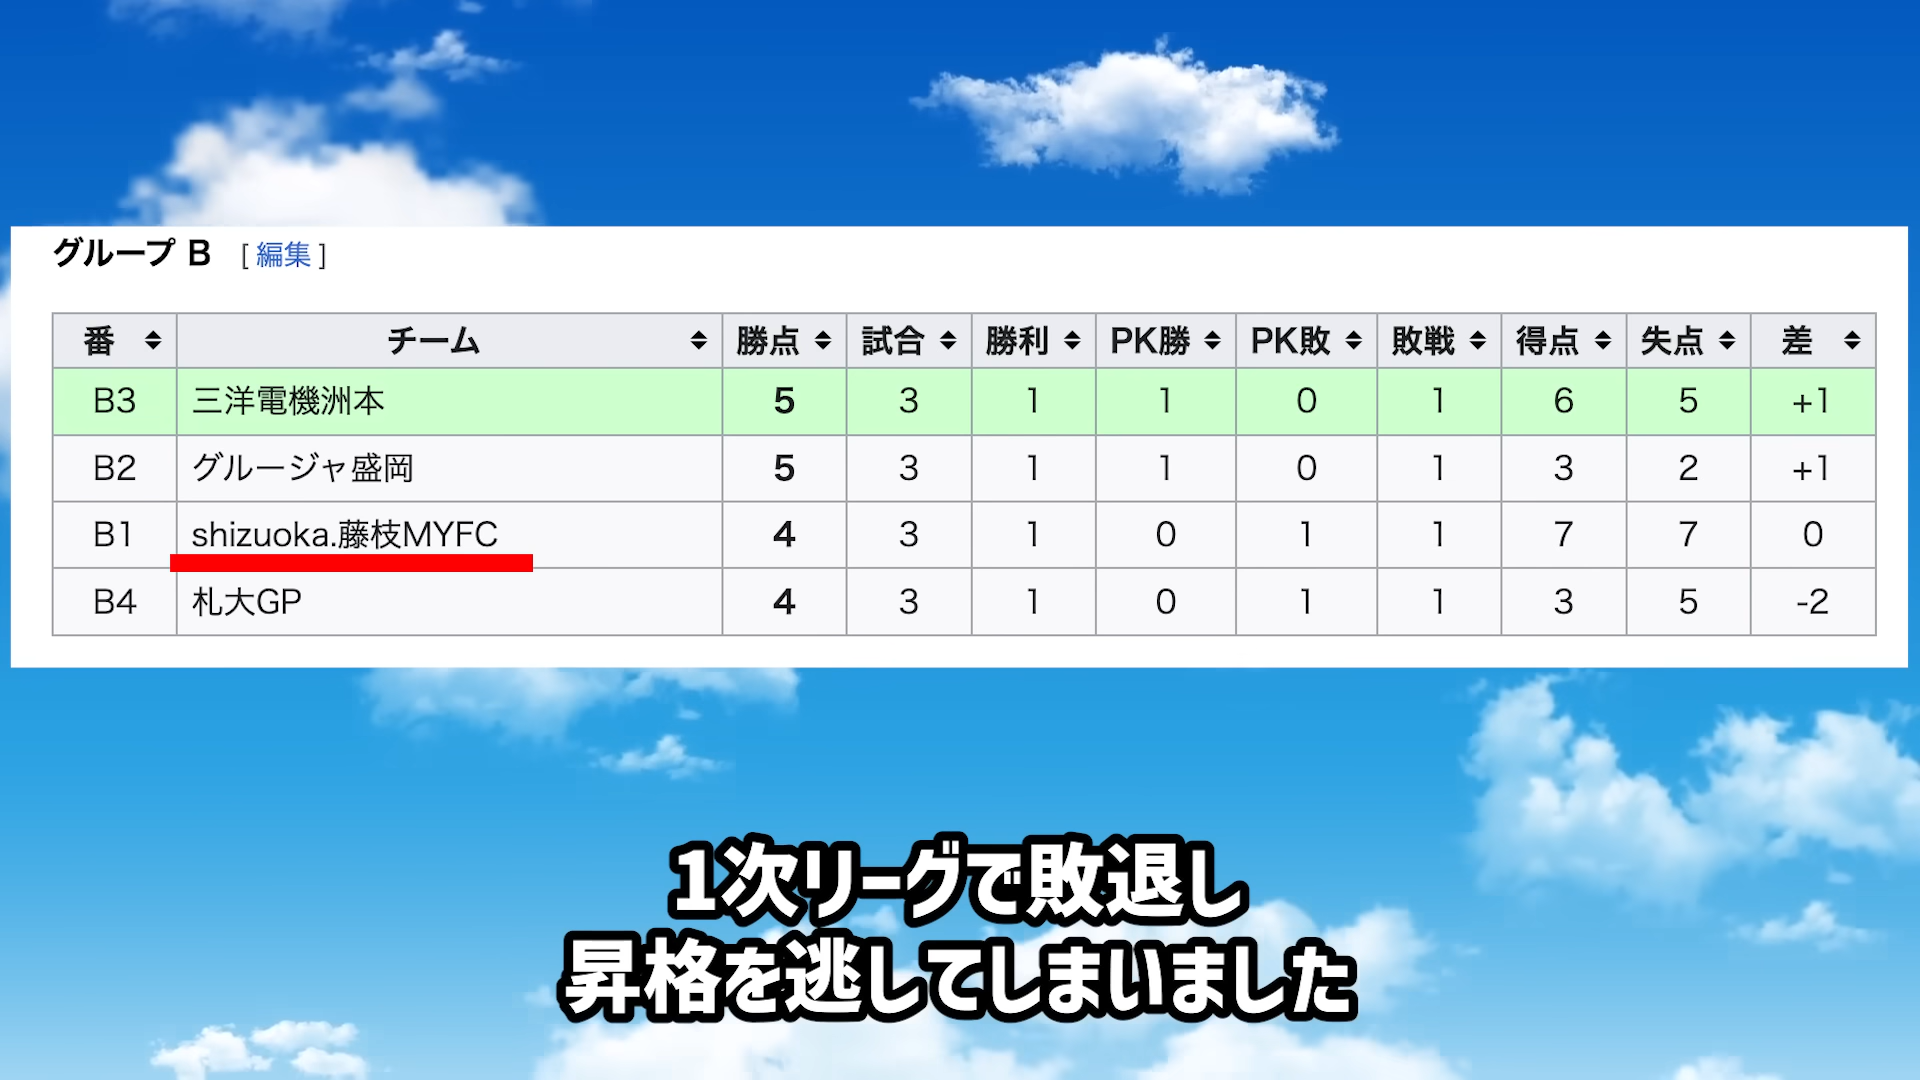 グループ B [ 編集 ]
番 チーム 勝点 試合 勝利 PK勝 PK敗 敗戦 得点 失点 差
B3 三洋電機洲本 5 3 1 1 0 1 6 5 +1
B2 グルージャ盛岡 5 3 1 1 0 1 3 2 +1
B1 shizuoka.藤枝MYFC 4 3 1 0 1 1 7 7 0
B4 札大GP 4 3 1 0 1 1 3 5 -2
1次リーグで敗退し
昇格を逃してしまいました